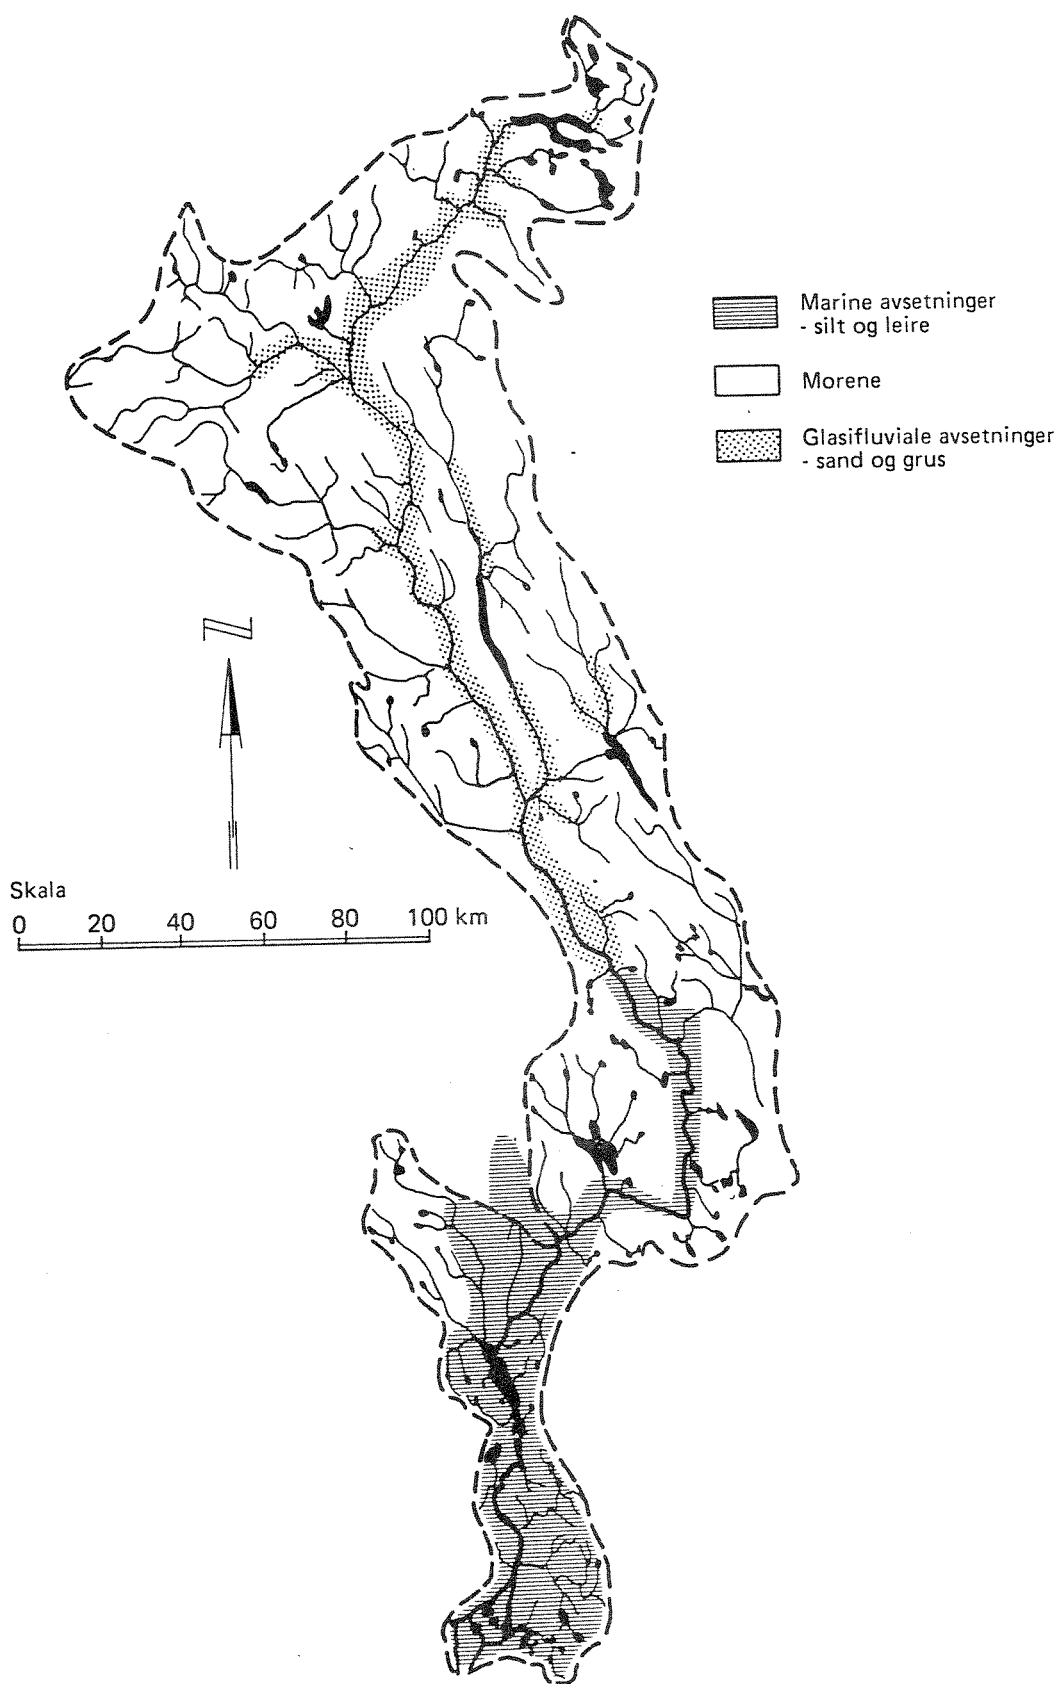 Marine avsetninger
- silt og leire
Morene
Glasifluviale avsetninger
- sand og grus
N
Skala
0 20 40 60 80 100 km